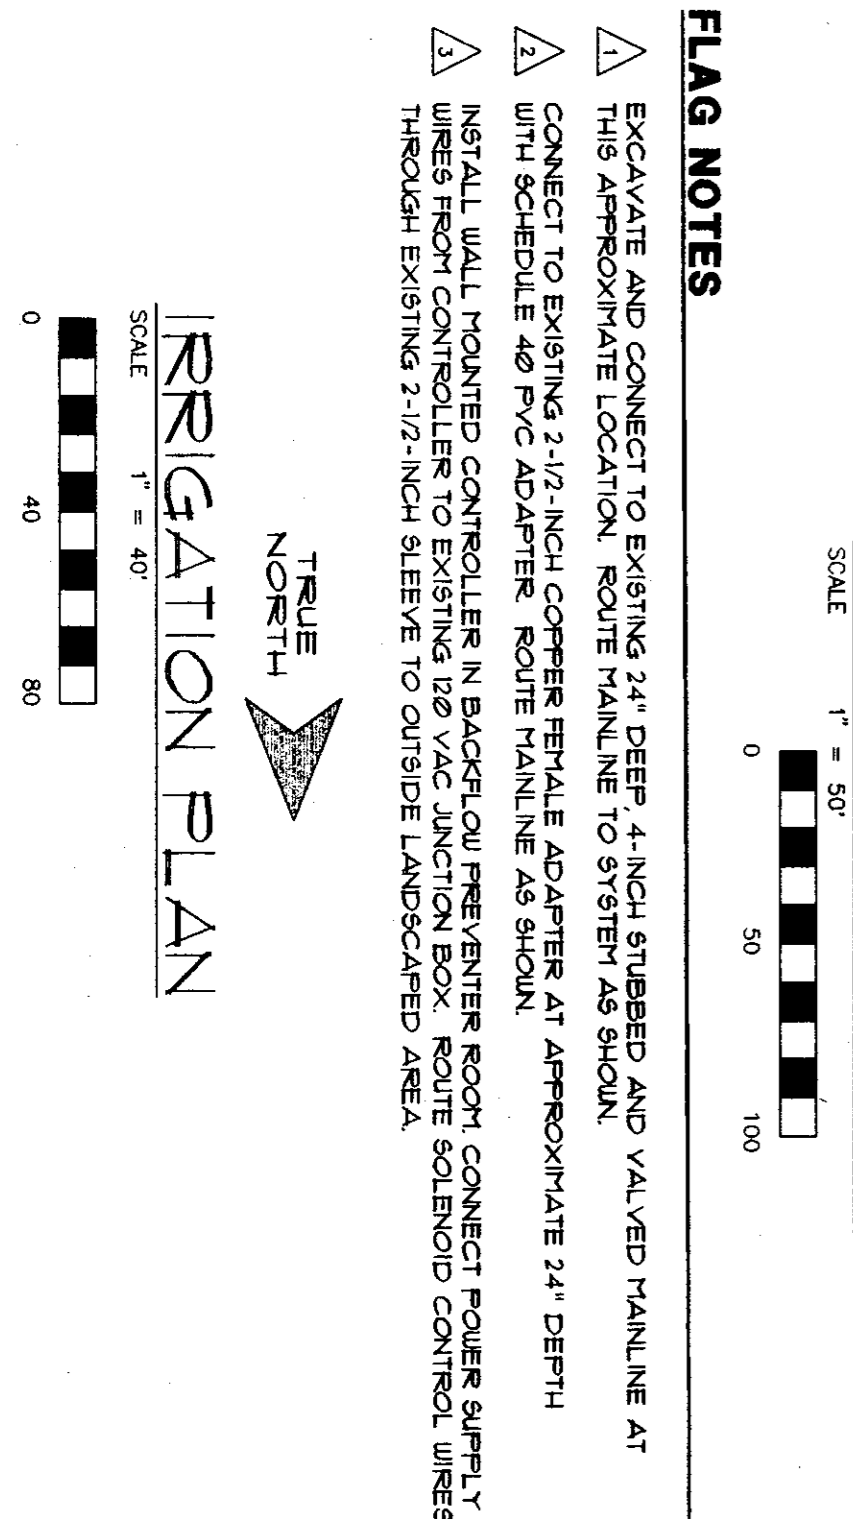 SCALE 1" = 50'
0 50 100
FLAG NOTES
1 EXCAVATE AND CONNECT TO EXISTING 24" DEEP, 4-INCH STUBBED AND VALVED MAINLINE AT
THIS APPROXIMATE LOCATION. ROUTE MAINLINE TO SYSTEM AS SHOWN.
2 CONNECT TO EXISTING 2-1/2-INCH COPPER FEMALE ADAPTER AT APPROXIMATE 24" DEPTH
WITH SCHEDULE 40 PVC ADAPTER. ROUTE MAINLINE AS SHOWN.
3 INSTALL WALL MOUNTED CONTROLLER IN BACKFLOW PREVENTER ROOM. CONNECT POWER SUPPLY
WIRES FROM CONTROLLER TO EXISTING 120 VAC JUNCTION BOX. ROUTE SOLENOID CONTROL WIRES
THROUGH EXISTING 2-1/2-INCH SLEEVE TO OUTSIDE LANDSCAPED AREA.
TRUE
NORTH
IRRIGATION PLAN
SCALE 1" = 40'
0 40 80